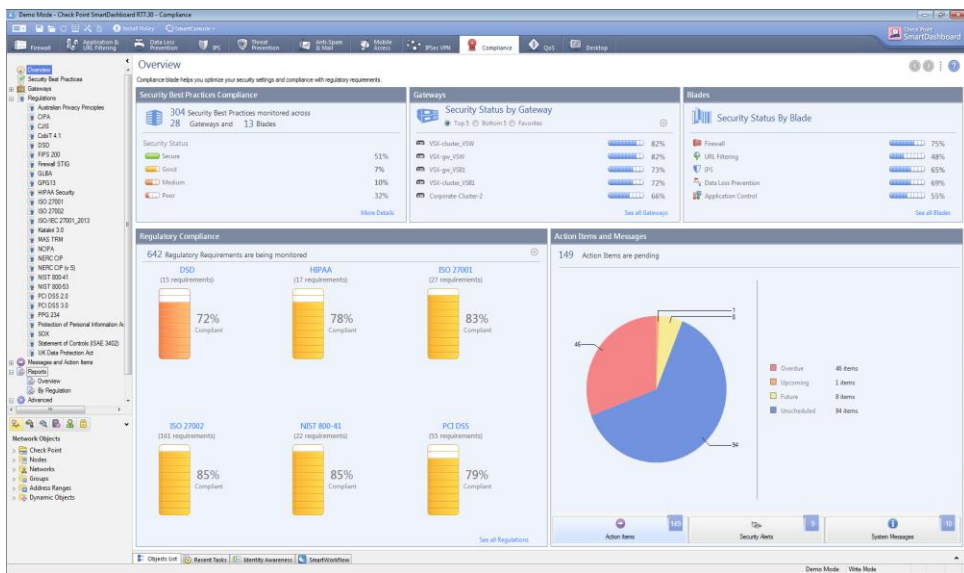 Demo Mode - Check Point SmartDashboard R77.30 - Compliance
Install Policy SmartConsole
Check Point
SmartDashboard
Firewall
Application & URL Filtering
Data Loss Prevention
IPS
Threat Prevention
Anti-Spam & Mail
Mobile Access
IPSec VPN
Compliance
QoS
Desktop
Overview
Security Best Practices
Gateways
Regulations
Australian Privacy Principles
CIPA
CJIS
CobiT 4.1
DSD
FIPS 200
Firewall STIG
GLBA
GPG13
HIPAA Security
ISO 27001
ISO 27002
ISO/IEC 27001_2013
Katakri 3.0
MAS TRM
NCIPA
NERC CIP
NERC CIP (v.5)
NIST 800-41
NIST 800-53
PCI DSS 2.0
PCI DSS 3.0
PPG 234
Protection of Personal Information A
SOX
Statement of Controls (ISAE 3402)
UK Data Protection Act
Messages and Action Items
Reports
Overview
By Regulation
Advanced
Network Objects
Check Point
Nodes
Networks
Groups
Address Ranges
Dynamic Objects
Overview
Compliance blade helps you optimize your security settings and compliance with regulatory requirements.
Security Best Practices Compliance
304 Security Best Practices monitored across
28 Gateways and 13 Blades
Security Status
Secure 51%
Good 7%
Medium 10%
Poor 32%
More Details
Gateways
Security Status by Gateway
Top 5 Bottom 5 Favorites
VSX-cluster_VSW 82%
VSX-gw_VSW 82%
VSX-gw_VSB1 73%
VSX-cluster_VSB1 72%
Corporate-Cluster-2 66%
See all Gateways
Blades
Security Status By Blade
Firewall 75%
URL Filtering 48%
IPS 65%
Data Loss Prevention 69%
Application Control 55%
See all Blades
Regulatory Compliance
642 Regulatory Requirements are being monitored
DSD
(15 requirements)
72%
Compliant
HIPAA
(17 requirements)
78%
Compliant
ISO 27001
(27 requirements)
83%
Compliant
ISO 27002
(161 requirements)
85%
Compliant
NIST 800-41
(22 requirements)
85%
Compliant
PCI DSS
(55 requirements)
79%
Compliant
See all Regulations
Action Items and Messages
149 Action Items are pending
1
8
46
94
Overdue 46 items
Upcoming 1 items
Future 8 items
Unscheduled 94 items
Action Items 149
Security Alerts 9
System Messages 10
Objects List
Recent Tasks
Identity Awareness
SmartWorkflow
Demo Mode Write Mode